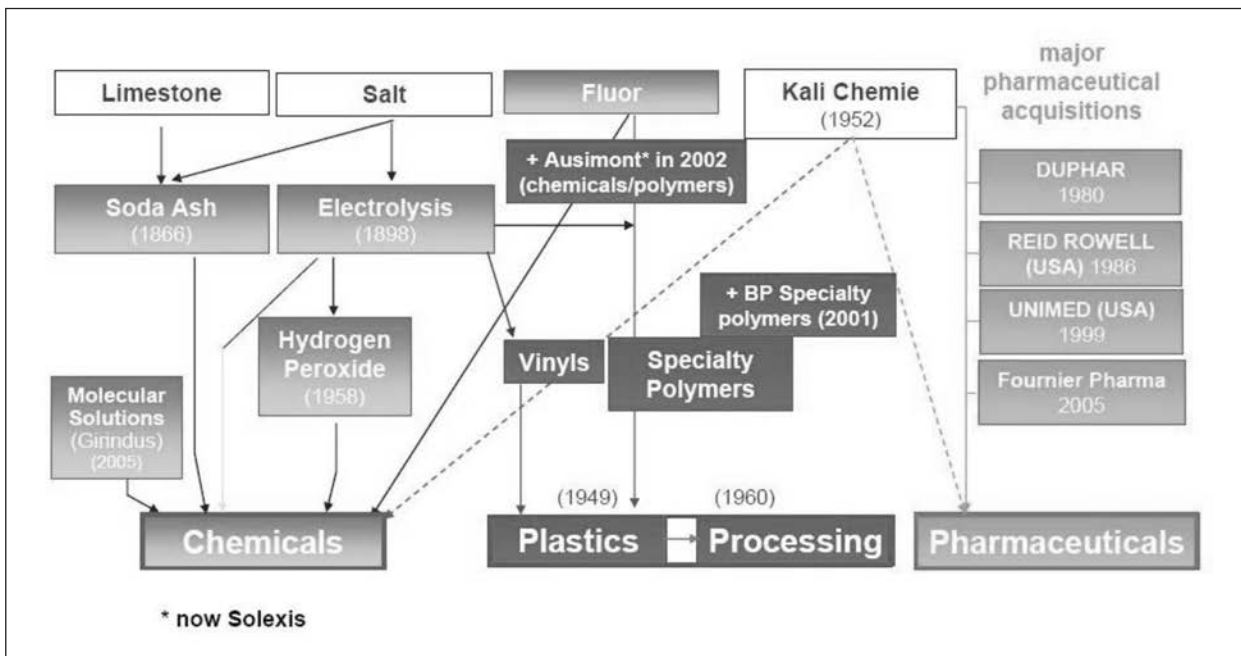 Limestone
Salt
Fluor
Kali Chemie
(1952)
major
pharmaceutical
acquisitions
+ Ausimont* in 2002
(chemicals/polymers)
DUPHAR
1980
Soda Ash
(1866)
Electrolysis
(1898)
REID ROWELL
(USA) 1986
+ BP Specialty
polymers (2001)
UNIMED (USA)
1999
Hydrogen
Peroxide
(1958)
Vinyls
Specialty
Polymers
Fournier Pharma
2005
Molecular
Solutions
(Girindus)
(2005)
(1949)
(1960)
Chemicals
Plastics
Processing
Pharmaceuticals
* now Solexis